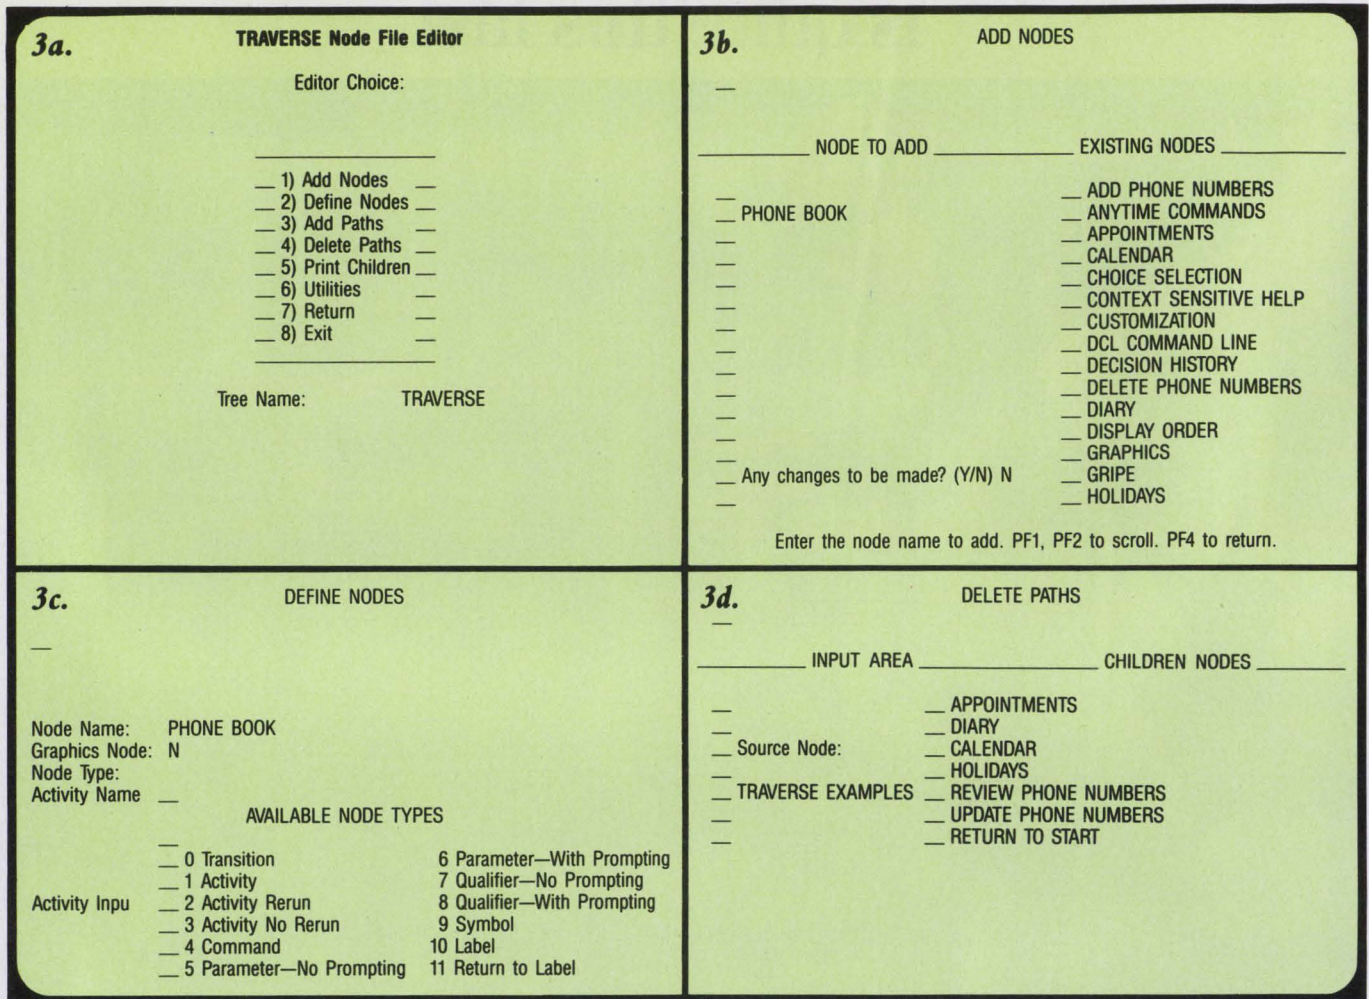 3a.
TRAVERSE Node File Editor
Editor Choice:
__ 1) Add Nodes __
__ 2) Define Nodes __
__ 3) Add Paths __
__ 4) Delete Paths __
__ 5) Print Children __
__ 6) Utilities __
__ 7) Return __
__ 8) Exit __
Tree Name: TRAVERSE
3b.
ADD NODES
NODE TO ADD EXISTING NODES
__ ADD PHONE NUMBERS
__ PHONE BOOK __ ANYTIME COMMANDS
__ APPOINTMENTS
__ CALENDAR
__ CHOICE SELECTION
__ CONTEXT SENSITIVE HELP
__ CUSTOMIZATION
__ DCL COMMAND LINE
__ DECISION HISTORY
__ DELETE PHONE NUMBERS
__ DIARY
__ DISPLAY ORDER
__ GRAPHICS
__ Any changes to be made? (Y/N) N __ GRIPE
__ HOLIDAYS
Enter the node name to add. PF1, PF2 to scroll. PF4 to return.
3c.
DEFINE NODES
Node Name: PHONE BOOK
Graphics Node: N
Node Type:
Activity Name __
AVAILABLE NODE TYPES
__ 0 Transition 6 Parameter—With Prompting
__ 1 Activity 7 Qualifier—No Prompting
Activity Inpu __ 2 Activity Rerun 8 Qualifier—With Prompting
__ 3 Activity No Rerun 9 Symbol
__ 4 Command 10 Label
__ 5 Parameter—No Prompting 11 Return to Label
3d.
DELETE PATHS
INPUT AREA CHILDREN NODES
__ APPOINTMENTS
__ DIARY
__ Source Node: __ CALENDAR
__ HOLIDAYS
__ TRAVERSE EXAMPLES __ REVIEW PHONE NUMBERS
__ UPDATE PHONE NUMBERS
__ RETURN TO START